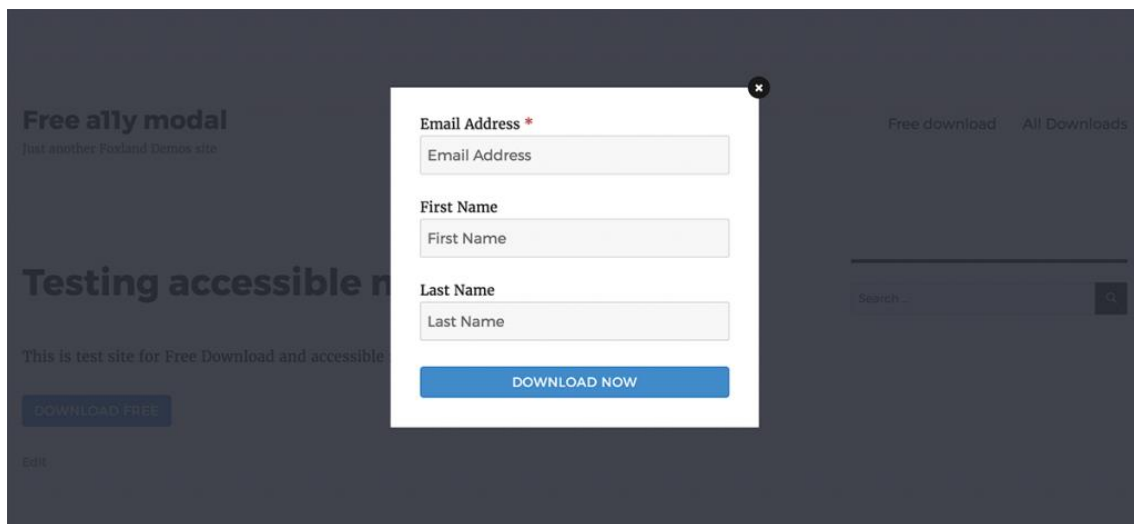 Free a11y modal
Just another Foxland Demos site
Free download All Downloads
Email Address *
Email Address
First Name
First Name
Last Name
Last Name
DOWNLOAD NOW
Testing accessible
This is test site for Free Download and accessible
DOWNLOAD FREE
Edit
Search ...